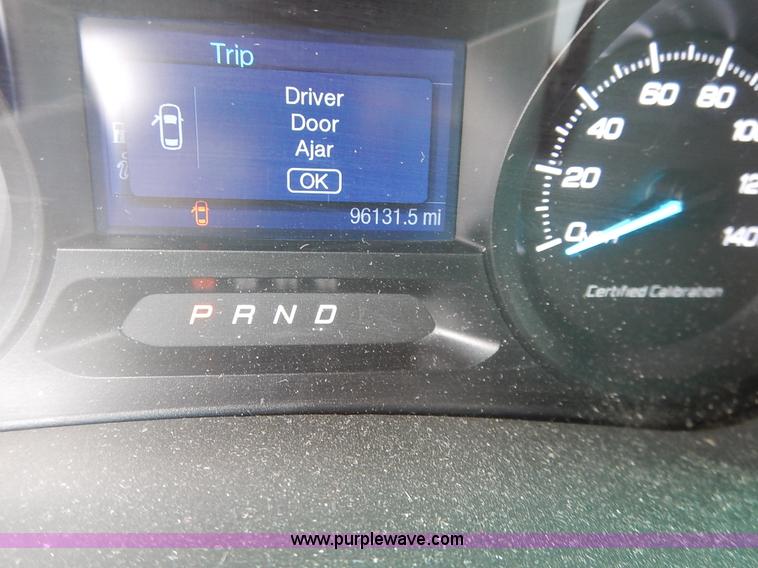 Trip
Driver
Door
Ajar
OK
96131.5 mi
P R N D
0 mph
20
40
60
80
140
Certified Calibration
www.purplewave.com